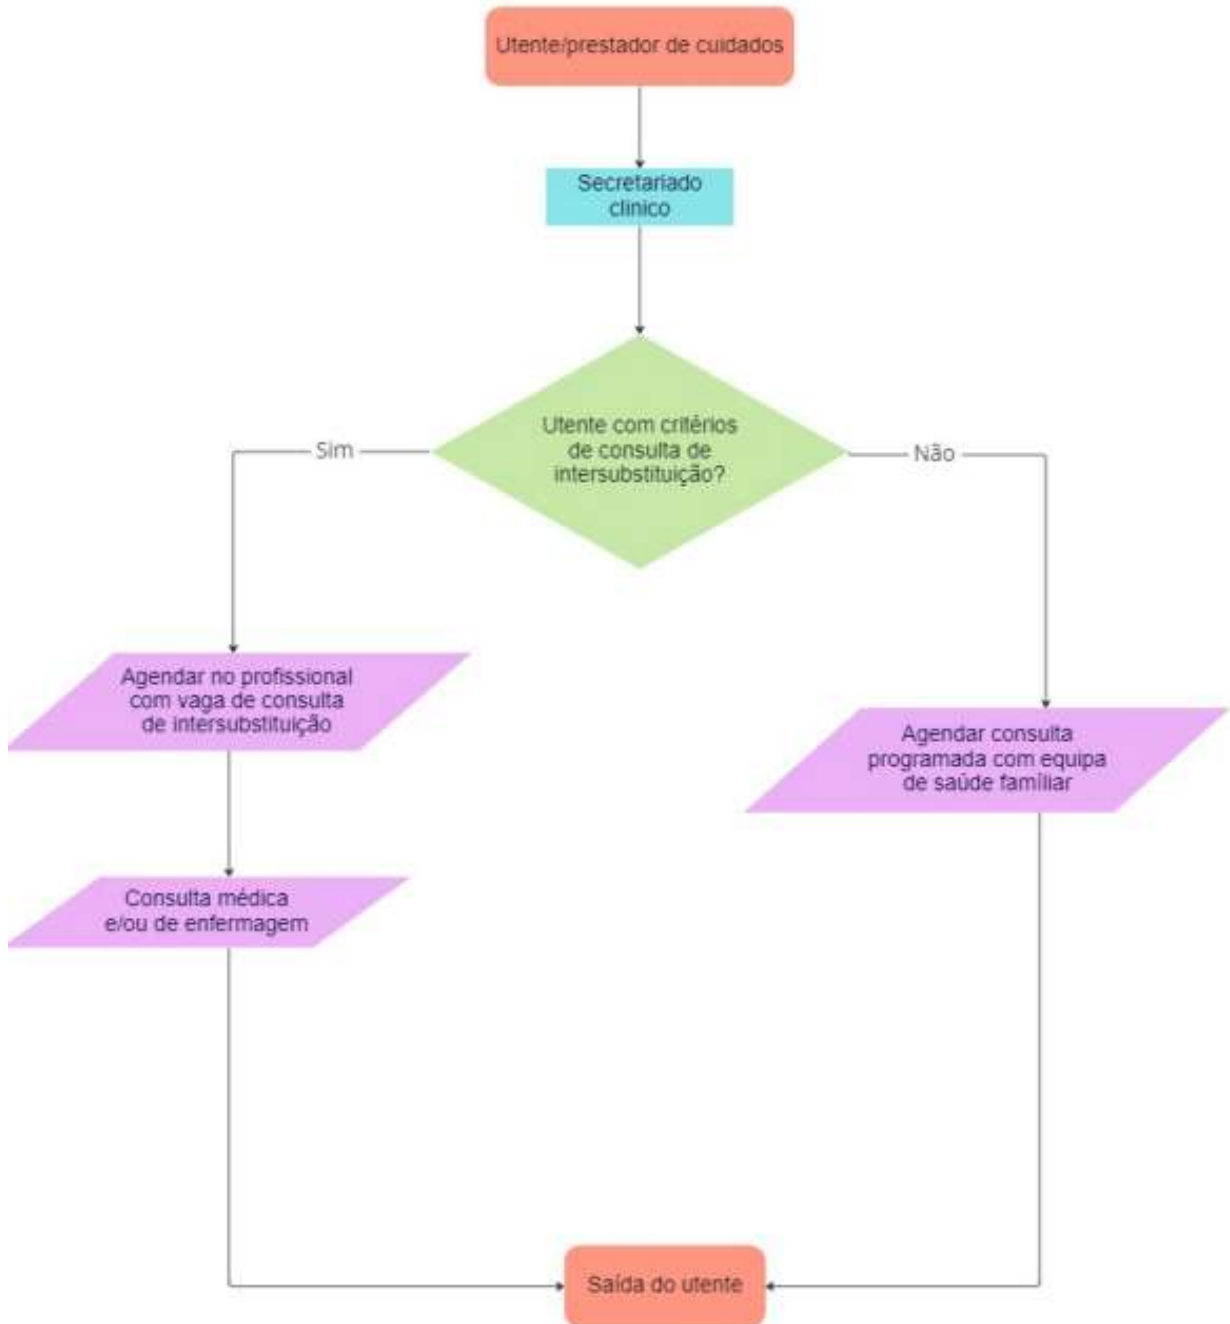 Utente/prestador de cuidados
Secretariado
clínico
Utente com critérios
de consulta de
intersubstituição?
Sim
Não
Agendar no profissional
com vaga de consulta
de intersubstituição
Agendar consulta
programada com equipa
de saúde famíliar
Consulta médica
e/ou de enfermagem
Saída do utente